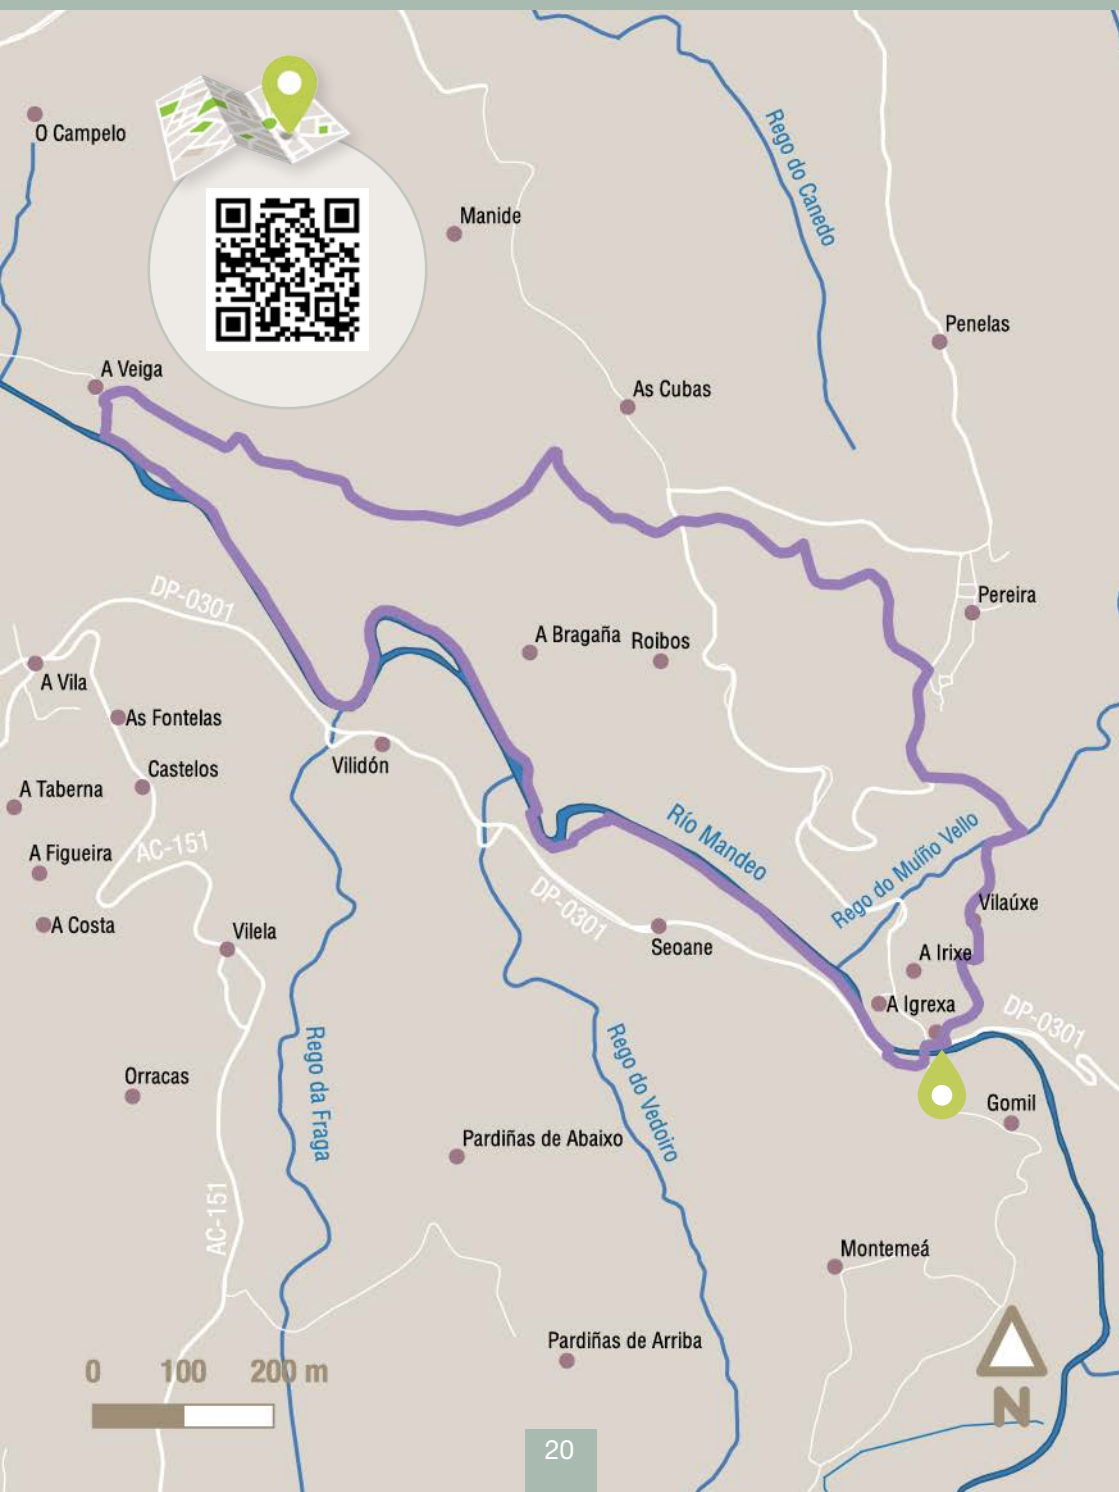 O Campelo
Rego do Canedo
Manide
Penelas
A Veiga
As Cubas
DP-0301
Pereira
A Bragaña
Roibos
A Vila
As Fontelas
Vilidón
Castelos
A Taberna
Río Mandeo
Rego do Muíño Vello
AC-151
A Figueira
DP-0301
Vilaúxe
A Costa
Vilela
Seoane
A Irixe
A Igrexa
DP-0301
Rego da Fraga
Rego do Vedoiro
Orracas
Gomil
Pardiñas de Abaixo
AC-151
Montemeá
Pardiñas de Arriba
0 100 200 m
N
20